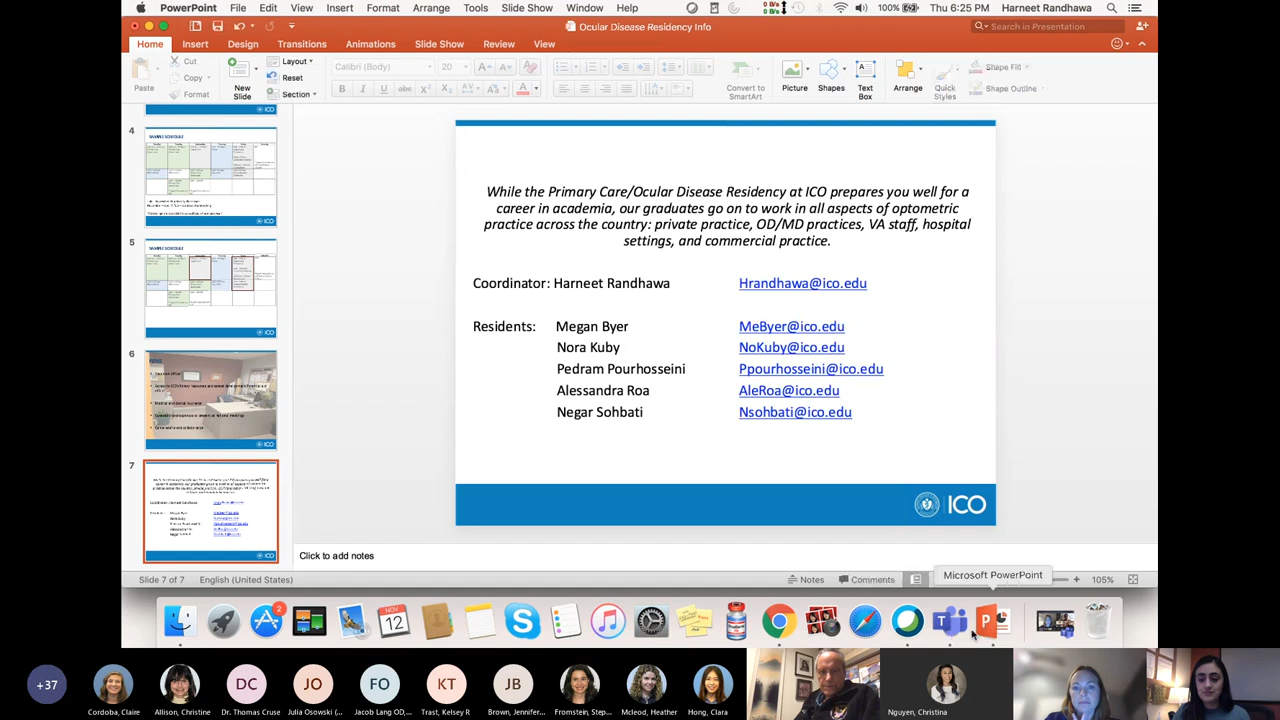 PowerPoint File Edit View Insert Format Arrange Tools Slide Show Window Help
100% Thu 6:25 PM Harneet Randhawa
Ocular Disease Residency Info
Search in Presentation
Home Insert Design Transitions Animations Slide Show Review View
Paste
Cut
Copy
Format
New Slide
Layout
Reset
Section
Calibri (Body) 20
Convert to SmartArt
Picture
Shapes
Text Box
Arrange
Quick Styles
Shape Fill
Shape Outline
4
SAMPLE SCHEDULE
5
SAMPLE SCHEDULE
6
7
While the Primary Care/Ocular Disease Residency at ICO prepares you well for a
career in academia, our graduates go on to work in all aspects of optometric
practice across the country: private practice, OD/MD practices, VA staff, hospital
settings, and commercial practice.
Coordinator: Harneet Randhawa Hrandhawa@ico.edu
Residents: Megan Byer MeByer@ico.edu
Nora Kuby NoKuby@ico.edu
Pedram Pourhosseini Ppourhosseini@ico.edu
Alessandra Roa AleRoa@ico.edu
Negar Sohbati Nsohbati@ico.edu
ICO
Click to add notes
Slide 7 of 7 English (United States) Notes Comments 105%
Microsoft PowerPoint
2
NOV 12
+37 DC JO FO KT JB
Cordoba, Claire
Allison, Christine
Dr. Thomas Cruse
Julia Osowski (...
Jacob Lang OD,...
Trast, Kelsey R
Brown, Jennifer...
Fromstein, Step...
Mcleod, Heather
Hong, Clara
Nguyen, Christina